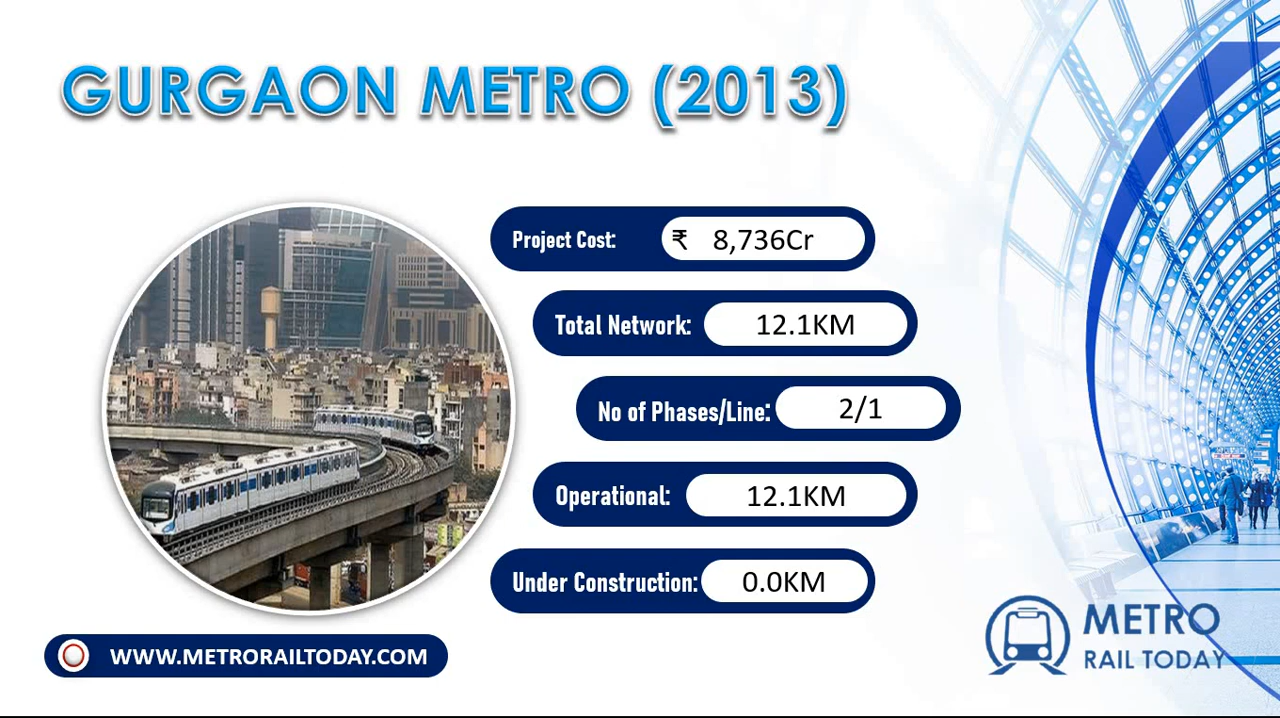 GURGAON METRO (2013)
Project Cost: ₹ 8,736Cr
Total Network: 12.1KM
No of Phases/Line: 2/1
Operational: 12.1KM
Under Construction: 0.0KM
WWW.METRORAILTODAY.COM
METRO
RAIL TODAY